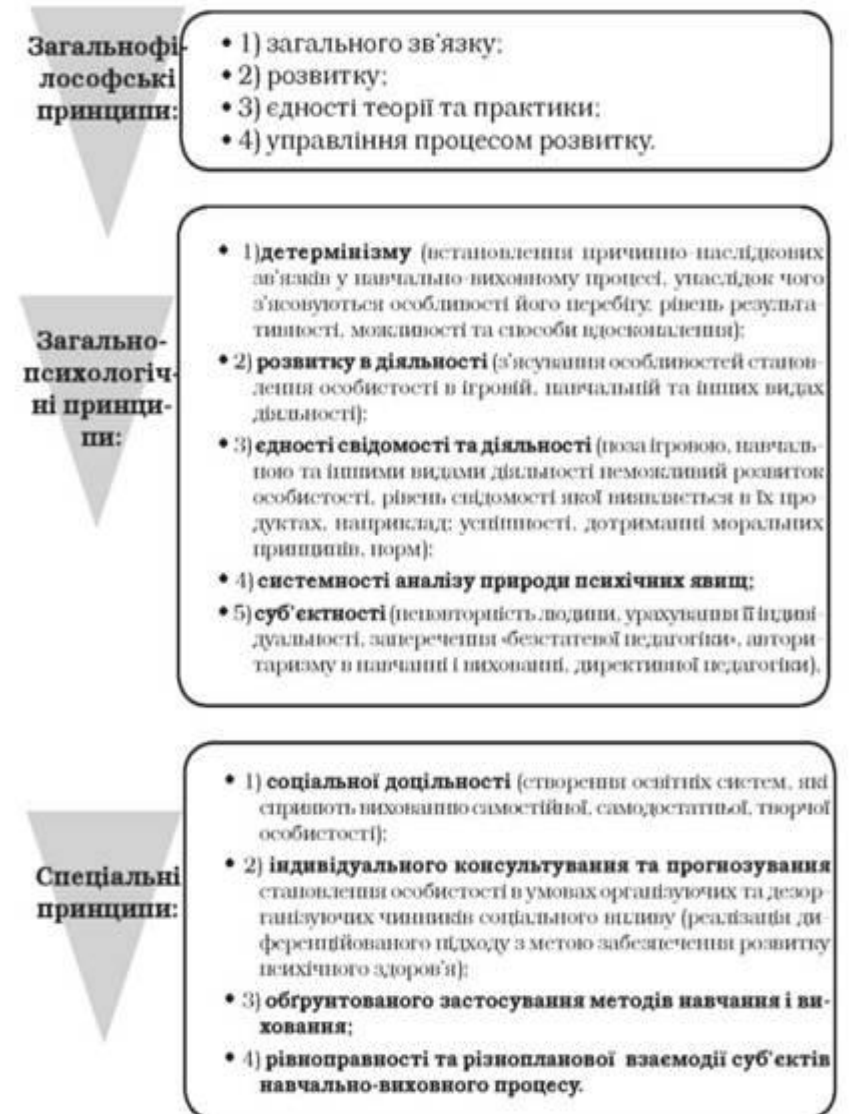 Загальнофі-
лософські
принципи:
• 1) загального зв'язку;
• 2) розвитку;
• 3) єдності теорії та практики;
• 4) управління процесом розвитку.
Загально-
психологіч-
ні принци-
пи:
• 1)детермінізму (встановлення причинно-наслідкових
зв'язків у навчально-виховному процесі, унаслідок чого
з'ясовуються особливості його перебігу, рівень результа-
тивності, можливості та способи вдосконалення);
• 2) розвитку в діяльності (з'ясування особливостей станов-
лення особистості в ігровій, навчальній та інших видах
діяльності);
• 3) єдності свідомості та діяльності (поза ігровою, навчаль-
ною та іншими видами діяльності неможливий розвиток
особистості, рівень свідомості якої виявляється в їх про-
дуктах, наприклад: успішності, дотриманні моральних
принципів, норм);
• 4) системності аналізу природи психічних явищ;
• 5) суб'єктності (неповторність людини, урахування її індиві-
дуальності, заперечення «безстатевої педагогіки», автори-
таризму в навчанні і вихованні, директивної педагогіки).
Спеціальні
принципи:
• 1) соціальної доцільності (створення освітніх систем, які
сприяють вихованню самостійної, самодостатньої, творчої
особистості);
• 2) індивідуального консультування та прогнозування
становлення особистості в умовах організуючих та дезор-
ганізуючих чинників соціального впливу (реалізація ди-
ференційованого підходу з метою забезпечення розвитку
психічного здоров'я);
• 3) обґрунтованого застосування методів навчання і ви-
ховання;
• 4) рівноправності та різнопланової взаємодії суб'єктів
навчально-виховного процесу.